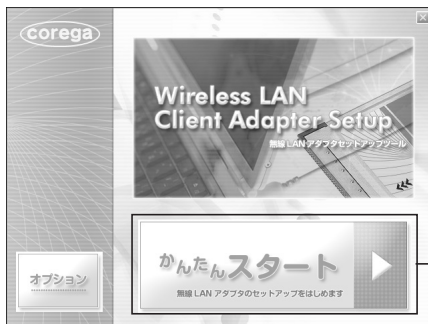 corega
Wireless LAN
Client Adapter Setup
無線 LAN アダプタセットアップツール
かんたんスタート
無線 LAN アダプタのセットアップをはじめます
オプション